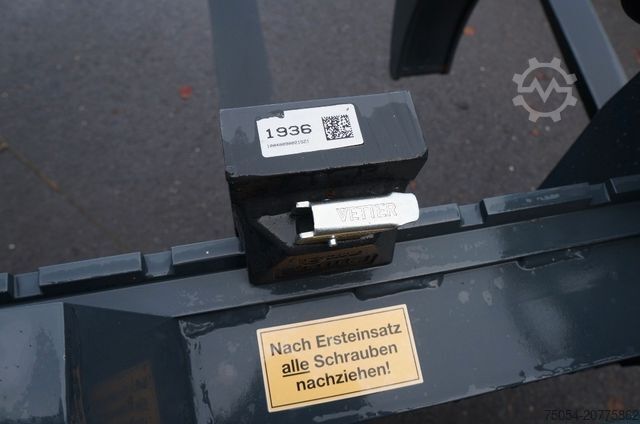 1936
VETTER
Nach Ersteinsatz
alle Schrauben
nachziehen!
75054-20775862